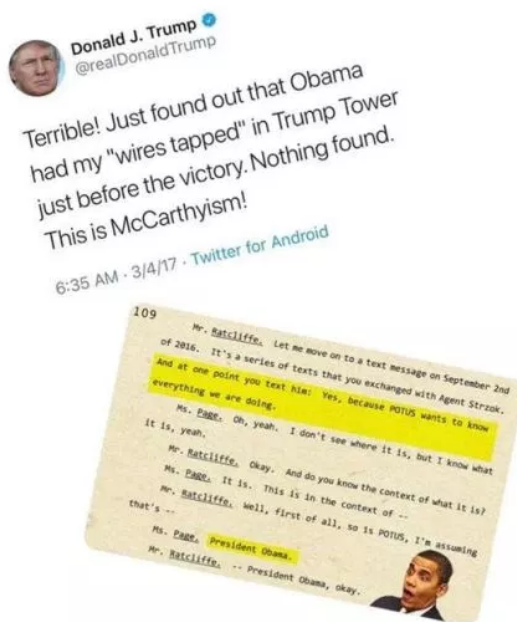 Donald J. Trump
@realDonaldTrump
Terrible! Just found out that Obama
had my "wires tapped" in Trump Tower
just before the victory. Nothing found.
This is McCarthyism!
6:35 AM · 3/4/17 · Twitter for Android
109
Mr. Ratcliffe. Let me move on to a text message on September 2nd
of 2016. It's a series of texts that you exchanged with Agent Strzok.
And at one point you text him: Yes, because POTUS wants to know
everything we are doing.
Ms. Page. Oh, yeah. I don't see where it is, but I know what
it is, yeah.
Mr. Ratcliffe. Okay. And do you know the context of what it is?
Ms. Page. It is. This is in the context of --
Mr. Ratcliffe. Well, first of all, so is POTUS, I'm assuming
that's --
Ms. Page. President Obama.
Mr. Ratcliffe. -- President Obama, okay.